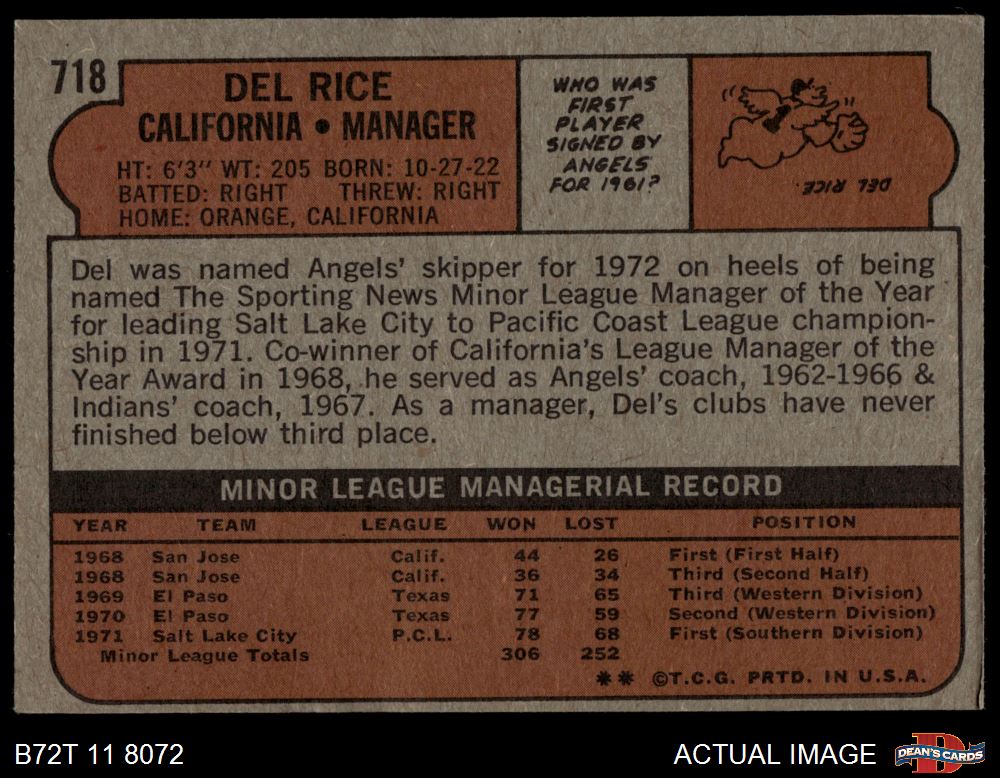 718
DEL RICE
CALIFORNIA • MANAGER
HT: 6'3" WT: 205 BORN: 10-27-22
BATTED: RIGHT THREW: RIGHT
HOME: ORANGE, CALIFORNIA
WHO WAS
FIRST
PLAYER
SIGNED BY
ANGELS
FOR 1961?
DEL RICE.
Del was named Angels' skipper for 1972 on heels of being
named The Sporting News Minor League Manager of the Year
for leading Salt Lake City to Pacific Coast League champion-
ship in 1971. Co-winner of California's League Manager of the
Year Award in 1968, he served as Angels' coach, 1962-1966 &
Indians' coach, 1967. As a manager, Del's clubs have never
finished below third place.
MINOR LEAGUE MANAGERIAL RECORD
YEAR TEAM LEAGUE WON LOST POSITION
1968 San Jose Calif. 44 26 First (First Half)
1968 San Jose Calif. 36 34 Third (Second Half)
1969 El Paso Texas 71 65 Third (Western Division)
1970 El Paso Texas 77 59 Second (Western Division)
1971 Salt Lake City P.C.L. 78 68 First (Southern Division)
Minor League Totals 306 252
** ©T.C.G. PRTD. IN U.S.A.
B72T 11 8072
ACTUAL IMAGE
D
DEAN'S CARDS